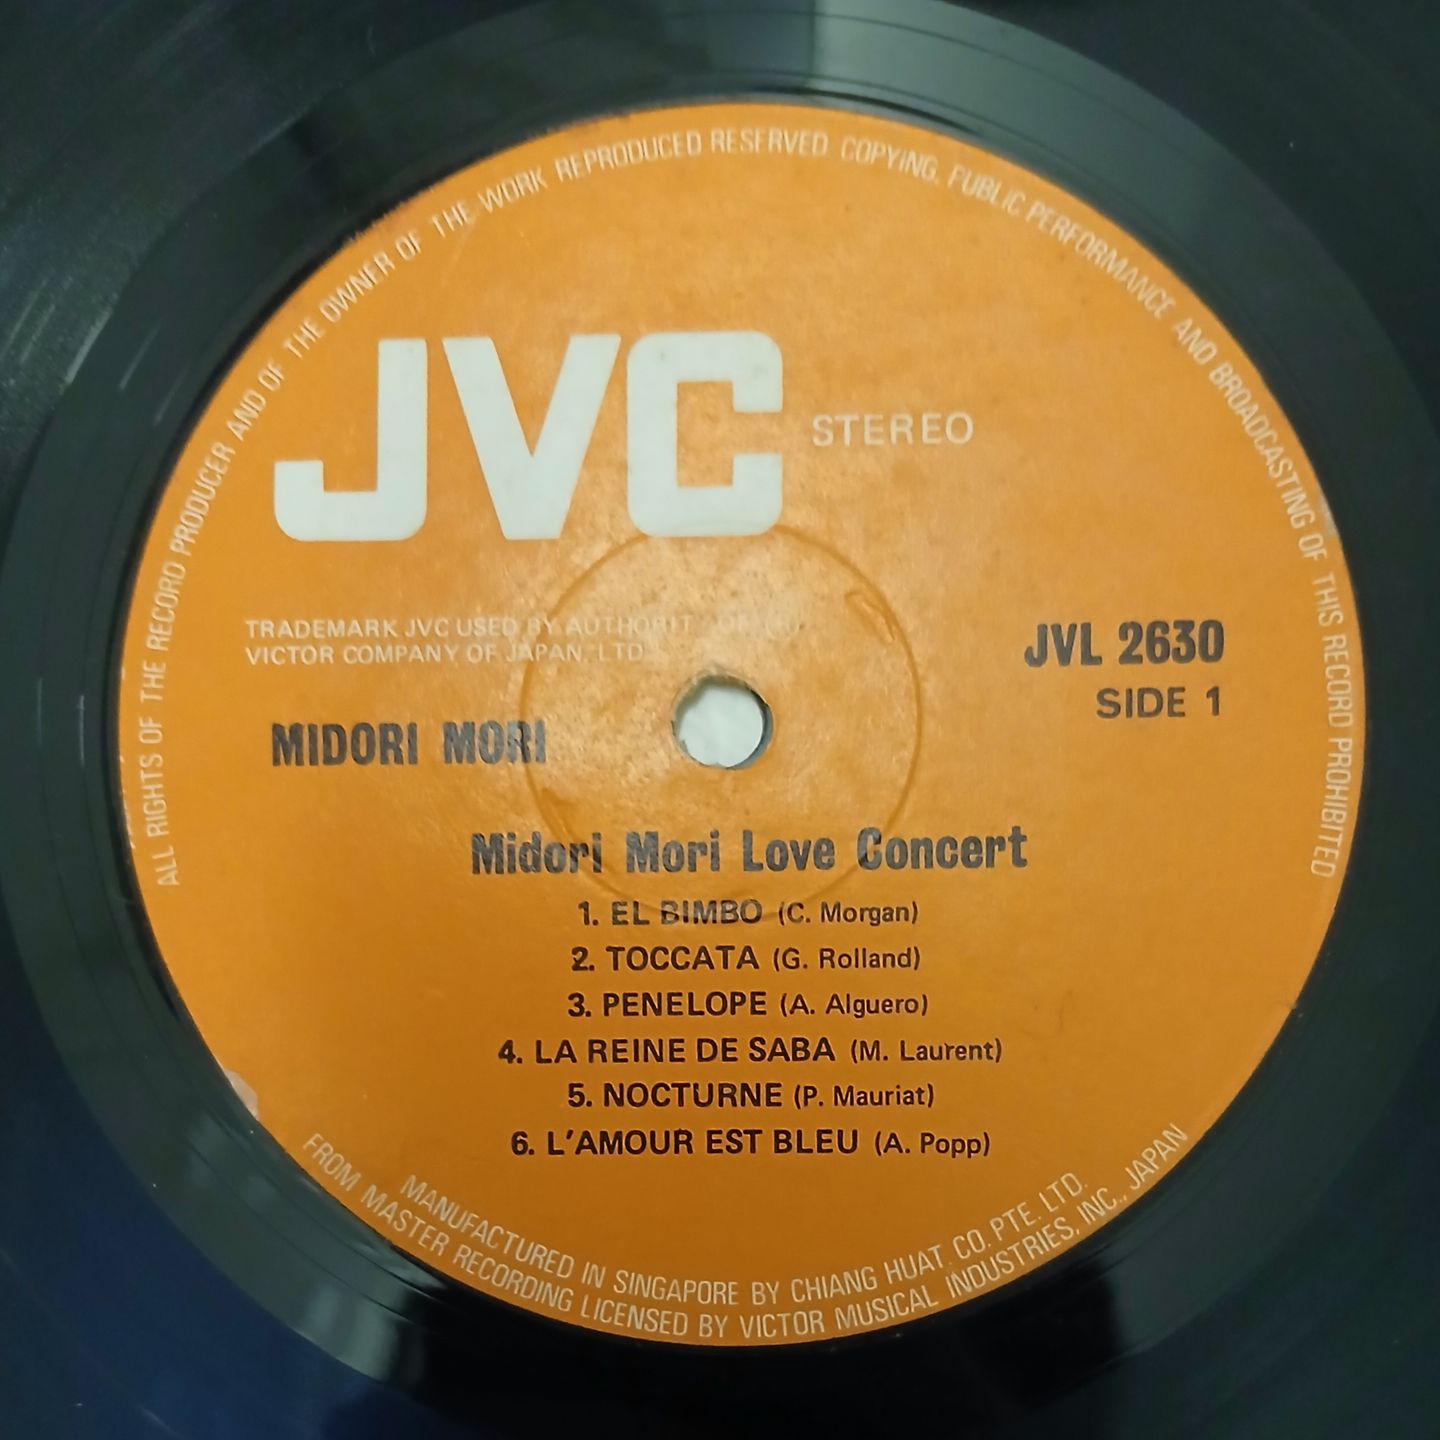 ALL RIGHTS OF THE RECORD PRODUCER AND OF THE OWNER OF THE WORK REPRODUCED RESERVED. COPYING, PUBLIC PERFORMANCE AND BROADCASTING OF THIS RECORD PROHIBITED
JVC STEREO
TRADEMARK JVC USED BY AUTHORIT OF (R)
VICTOR COMPANY OF JAPAN, LTD
JVL 2630
SIDE 1
MIDORI MORI
Midori Mori Love Concert
1. EL BIMBO (C. Morgan)
2. TOCCATA (G. Rolland)
3. PENELOPE (A. Alguero)
4. LA REINE DE SABA (M. Laurent)
5. NOCTURNE (P. Mauriat)
6. L'AMOUR EST BLEU (A. Popp)
MANUFACTURED IN SINGAPORE BY CHIANG HUAT CO. PTE. LTD.
FROM MASTER RECORDING LICENSED BY VICTOR MUSICAL INDUSTRIES, INC., JAPAN